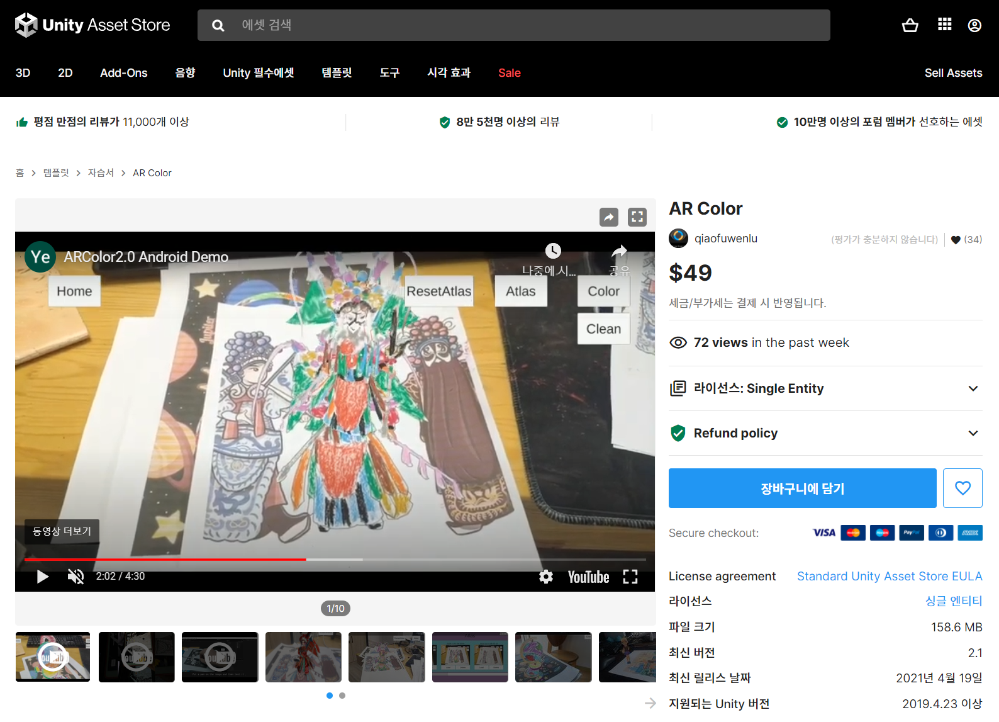 Unity Asset Store
에셋 검색
3D 2D Add-Ons 음향 Unity 필수에셋 템플릿 도구 시각 효과 Sale Sell Assets
평점 만점의 리뷰가 11,000개 이상 8만 5천명 이상의 리뷰 10만명 이상의 포럼 멤버가 선호하는 에셋
홈 > 템플릿 > 자습서 > AR Color
Ye ARColor2.0 Android Demo
나중에 시... 공유
Home ResetAtlas Atlas Color
Clean
Jupiter
동영상 더보기
2:02 / 4:30 YouTube
1/10
AR Color
qiaofuwenlu (평가가 충분하지 않습니다) (34)
$49
세금/부가세는 결제 시 반영됩니다.
72 views in the past week
라이선스: Single Entity
Refund policy
장바구니에 담기
Secure checkout: VISA PayPal AMEX
License agreement Standard Unity Asset Store EULA
라이선스 싱글 엔티티
파일 크기 158.6 MB
최신 버전 2.1
최신 릴리스 날짜 2021년 4월 19일
지원되는 Unity 버전 2019.4.23 이상